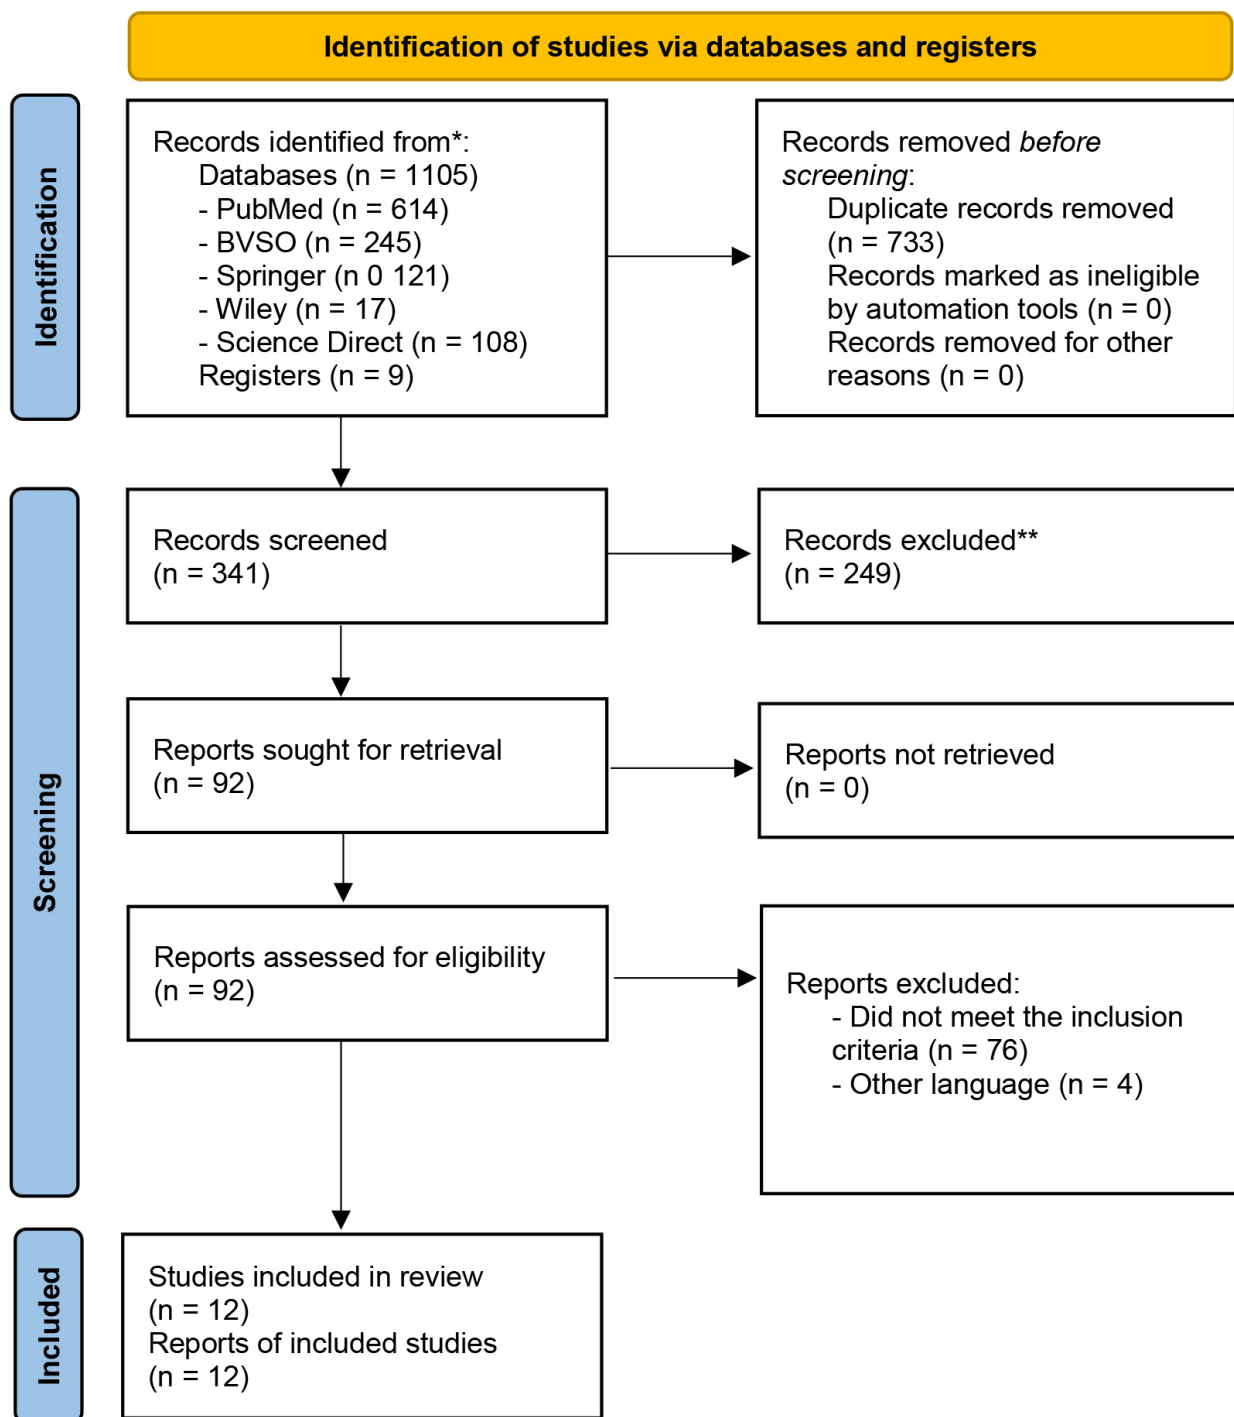 Identification of studies via databases and registers
Identification
Records identified from*:
Databases (n = 1105)
- PubMed (n = 614)
- BVSO (n = 245)
- Springer (n 0 121)
- Wiley (n = 17)
- Science Direct (n = 108)
Registers (n = 9)
Records removed before
screening:
Duplicate records removed
(n = 733)
Records marked as ineligible
by automation tools (n = 0)
Records removed for other
reasons (n = 0)
Screening
Records screened
(n = 341)
Records excluded**
(n = 249)
Reports sought for retrieval
(n = 92)
Reports not retrieved
(n = 0)
Reports assessed for eligibility
(n = 92)
Reports excluded:
- Did not meet the inclusion
criteria (n = 76)
- Other language (n = 4)
Included
Studies included in review
(n = 12)
Reports of included studies
(n = 12)